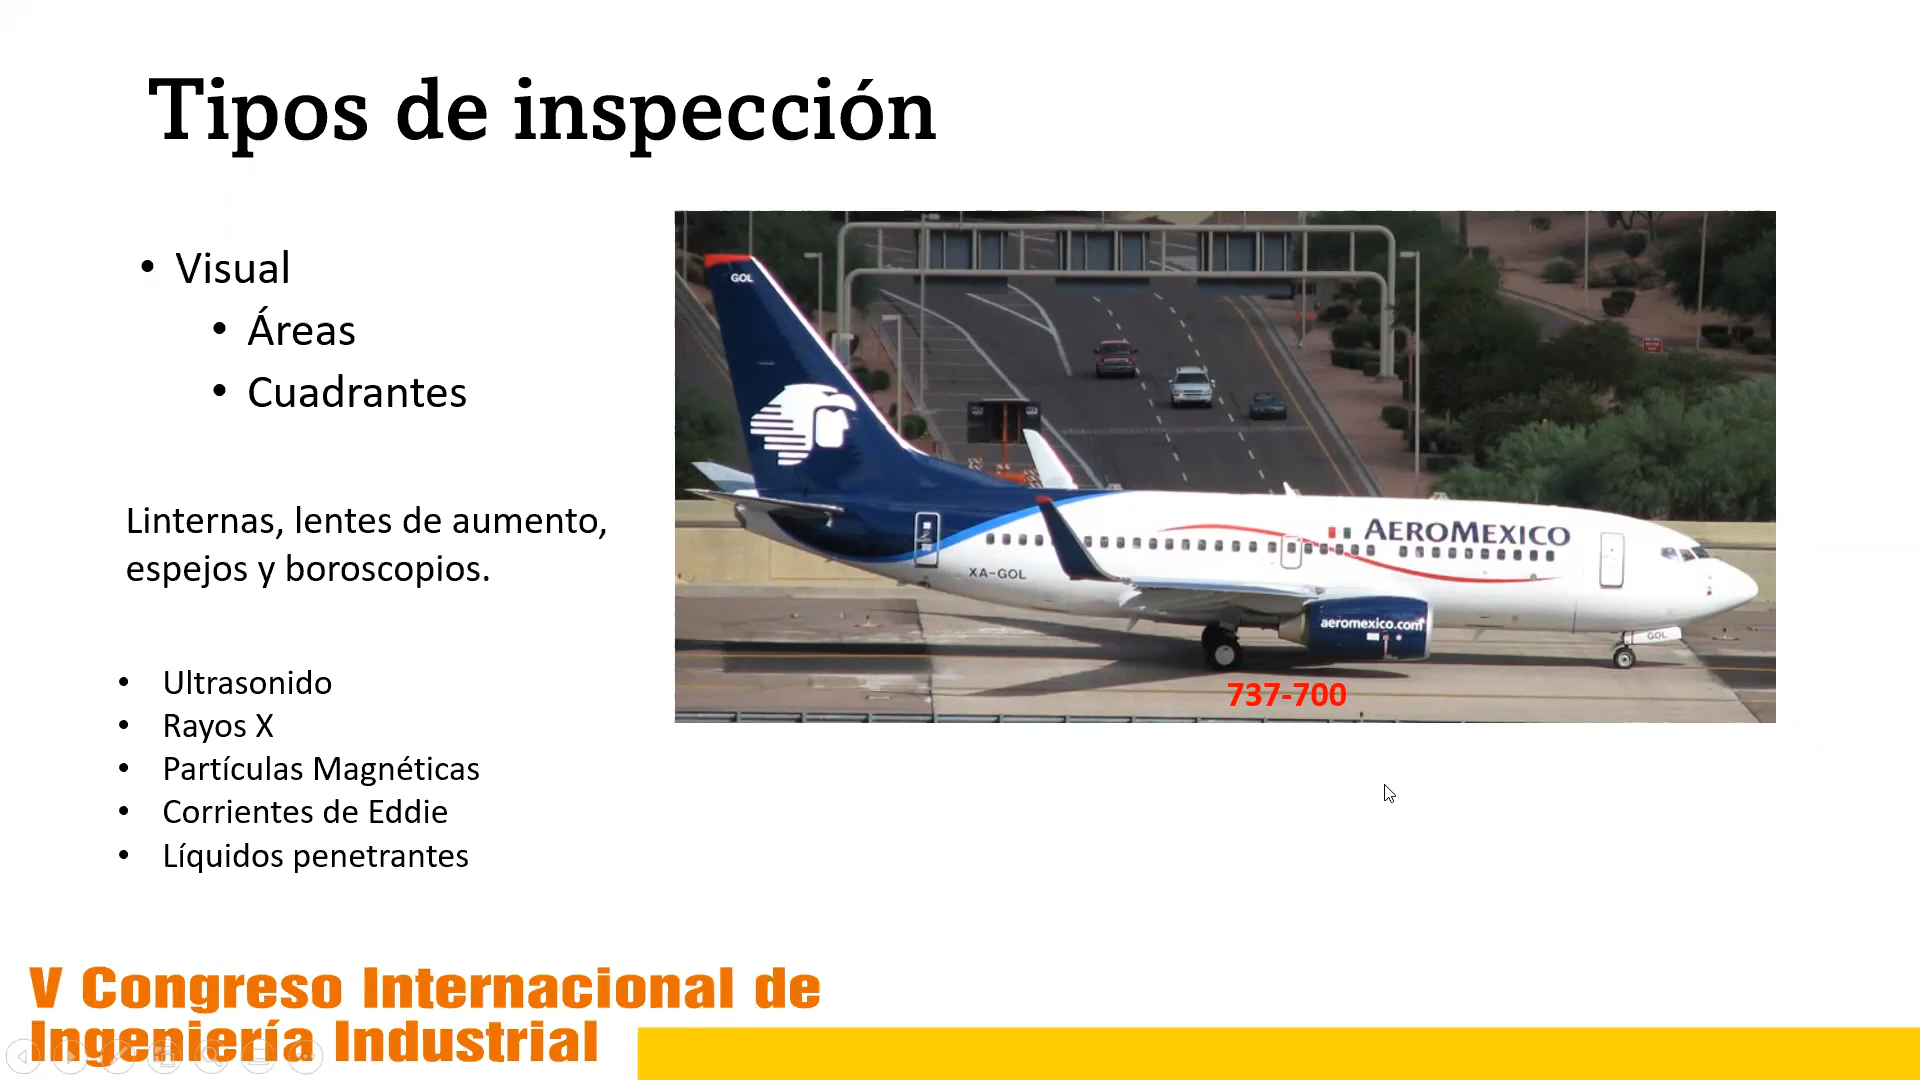 Tipos de inspección
• Visual
• Áreas
• Cuadrantes
Linternas, lentes de aumento,
espejos y boroscopios.
• Ultrasonido
• Rayos X
• Partículas Magnéticas
• Corrientes de Eddie
• Líquidos penetrantes
GOL
AEROMEXICO
XA-GOL
aeromexico.com
GOL
737-700
V Congreso Internacional de
Ingeniería Industrial